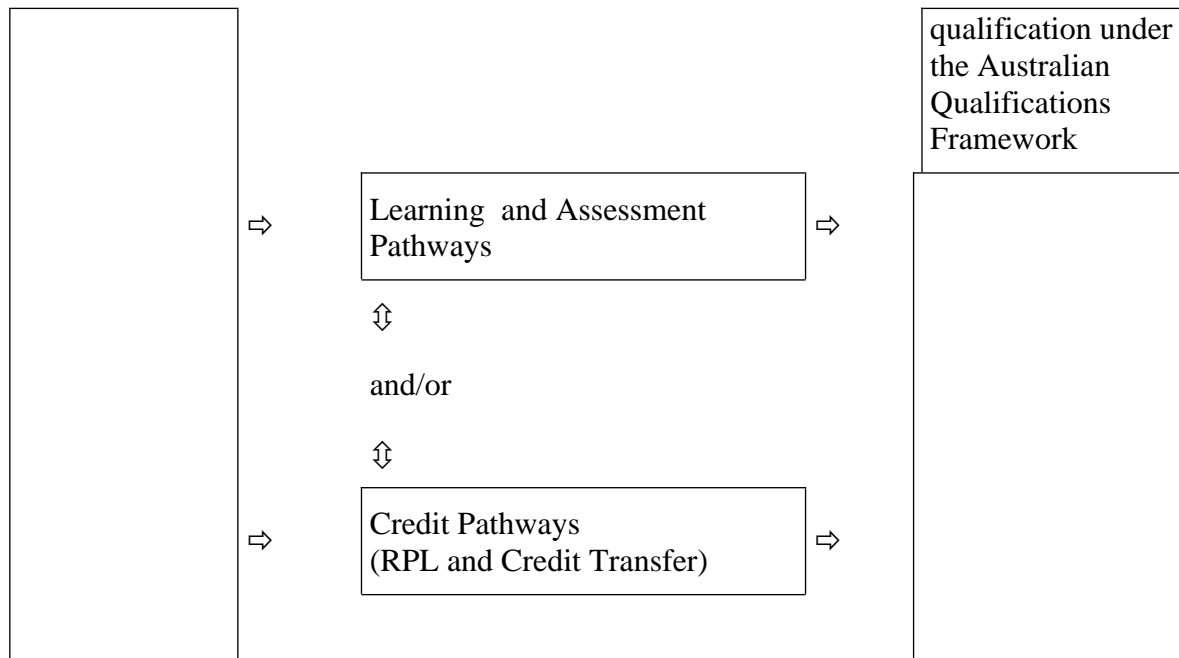 qualification under
the Australian
Qualifications
Framework
⇨
Learning and Assessment
Pathways
⇨
⇳
and/or
⇳
⇨
Credit Pathways
(RPL and Credit Transfer)
⇨